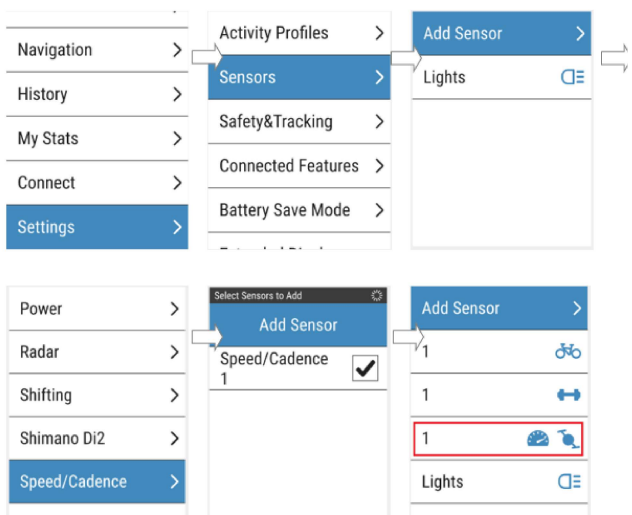 Navigation
History
My Stats
Connect
Settings
Activity Profiles
Sensors
Safety&Tracking
Connected Features
Battery Save Mode
Add Sensor
Lights
Power
Radar
Shifting
Shimano Di2
Speed/Cadence
Select Sensors to Add
Add Sensor
Speed/Cadence
1
Add Sensor
1
1
1
Lights